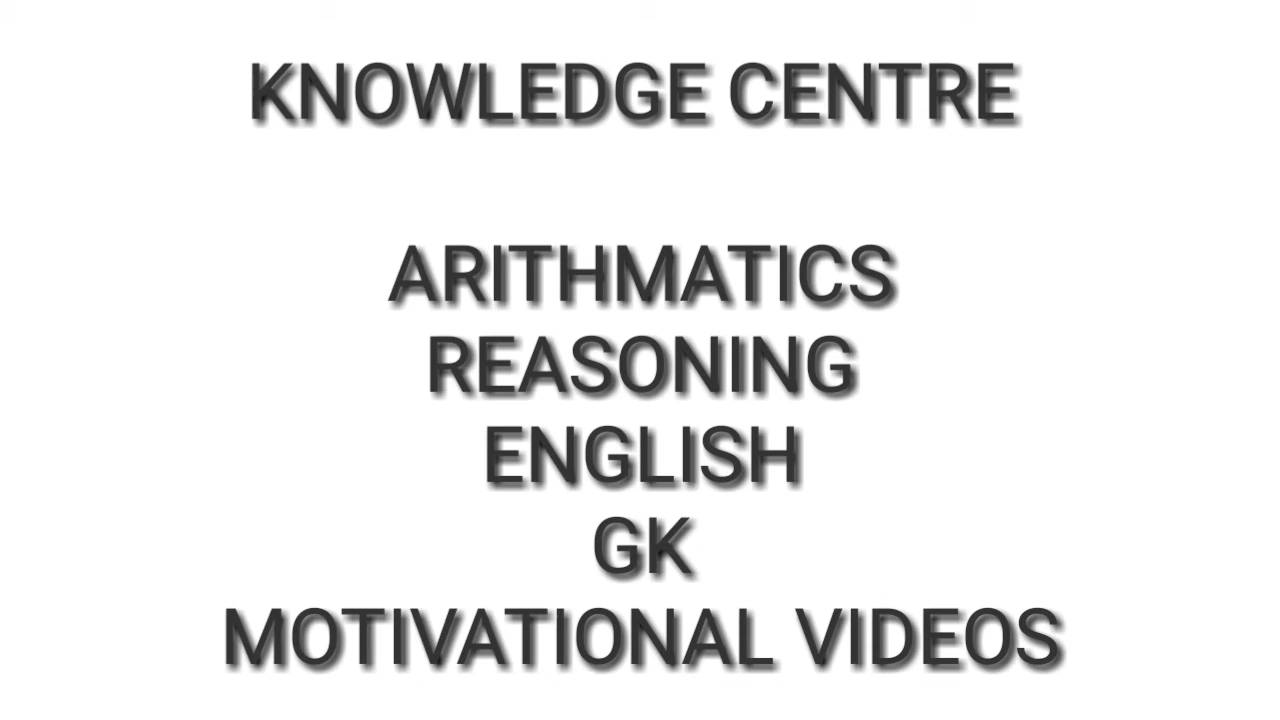 KNOWLEDGE CENTRE
ARITHMATICS
REASONING
ENGLISH
GK
MOTIVATIONAL VIDEOS